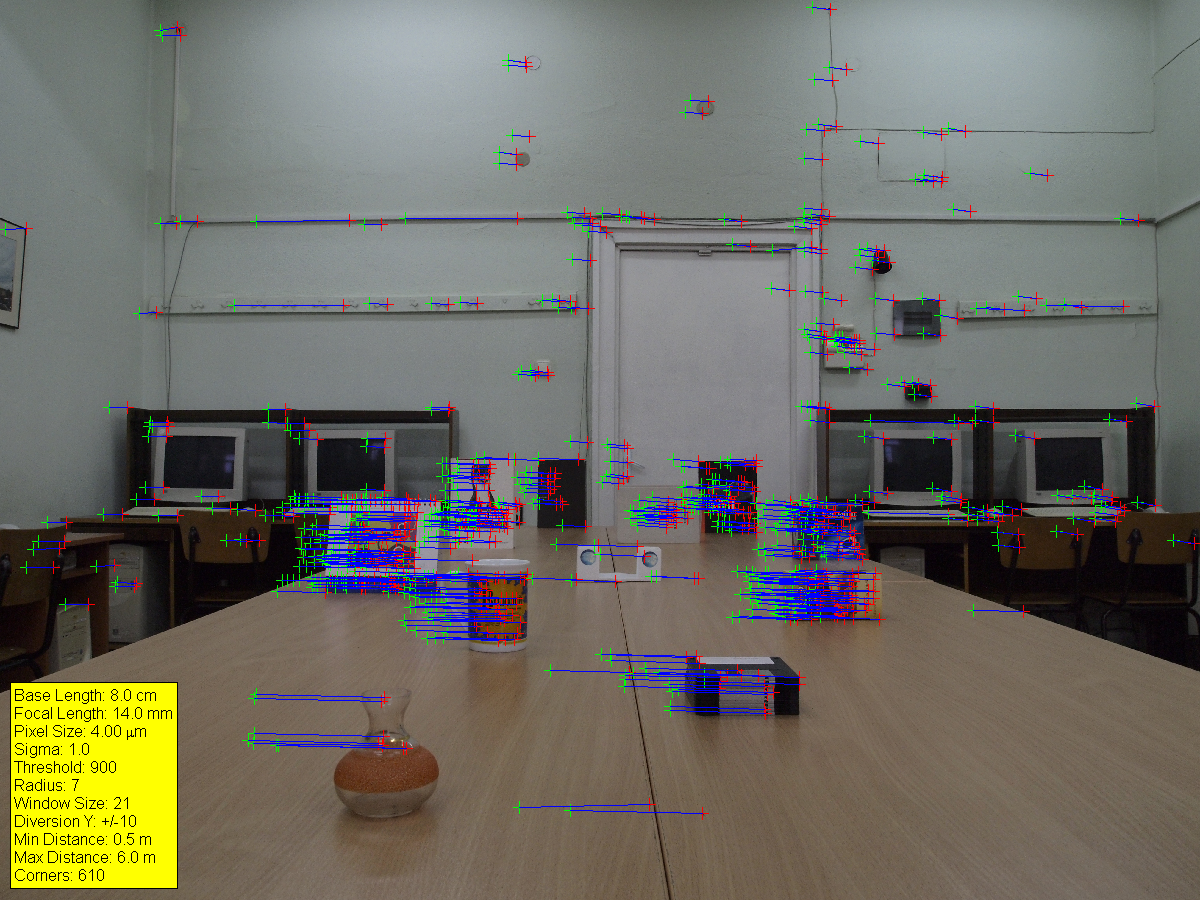 Base Length: 8.0 cm
Focal Length: 14.0 mm
Pixel Size: 4.00 μm
Sigma: 1.0
Threshold: 900
Radius: 7
Window Size: 21
Diversion Y: +/-10
Min Distance: 0.5 m
Max Distance: 6.0 m
Corners: 610